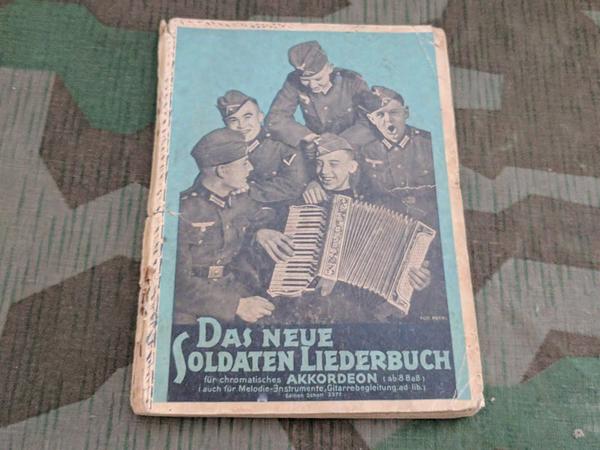 DAS NEUE
SOLDATEN LIEDERBUCH
für chromatisches AKKORDEON (ab 8 Baß)
(auch für Melodie-Instrumente, Gitarrebegleitung ad lib.)
Edition Schott